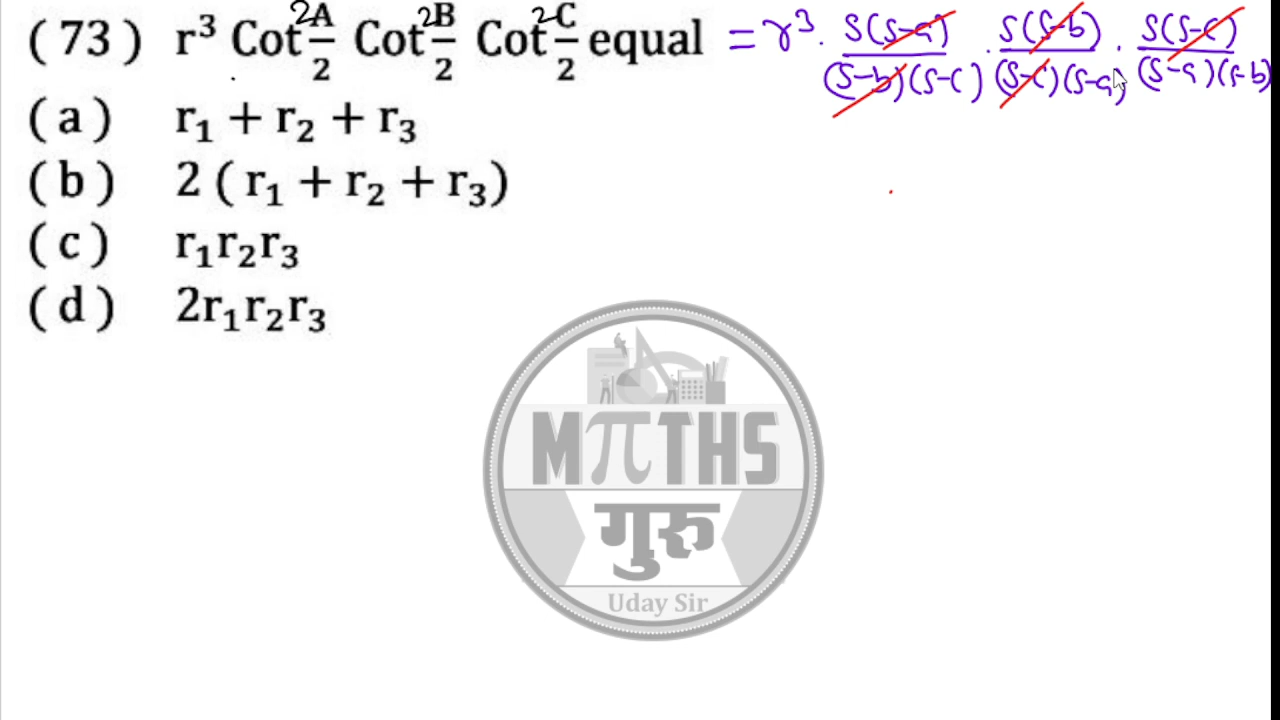 ( 73 ) r³ Cot²A/2 Cot²B/2 Cot²C/2 equal = r³ · S(S-a)/(S-b)(S-c) · S(S-b)/(S-c)(S-a) · S(S-c)/(S-a)(S-b)
( a ) r₁ + r₂ + r₃
( b ) 2 ( r₁ + r₂ + r₃)
( c ) r₁r₂r₃
( d ) 2r₁r₂r₃
MπTHS
गुरु
Uday Sir